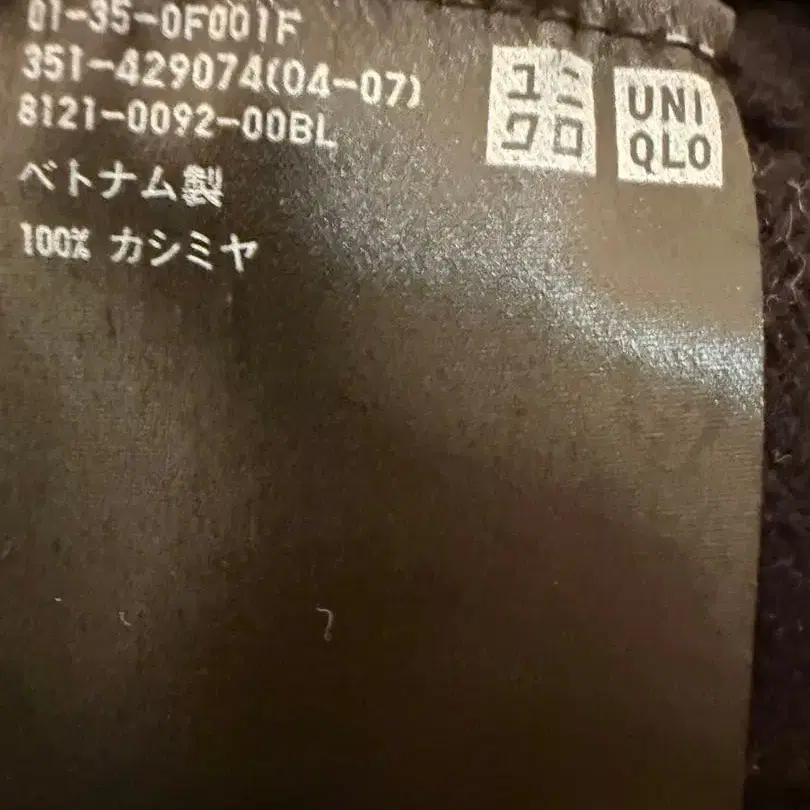 01-35-0F001F
351-429074(04-07)
8121-0092-00BL
ベトナム製
100% カシミヤ
ユニ
クロ
UNI
QLO